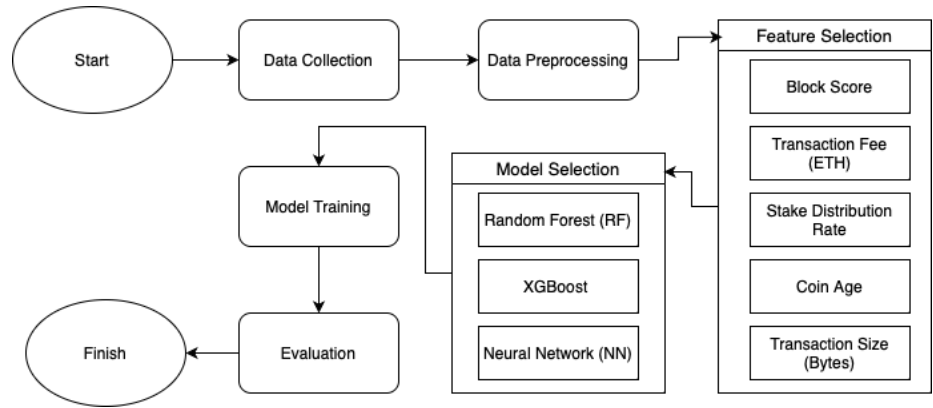 Start
Data Collection
Data Preprocessing
Feature Selection
Block Score
Transaction Fee
(ETH)
Stake Distribution
Rate
Coin Age
Transaction Size
(Bytes)
Model Selection
Random Forest (RF)
XGBoost
Neural Network (NN)
Model Training
Evaluation
Finish